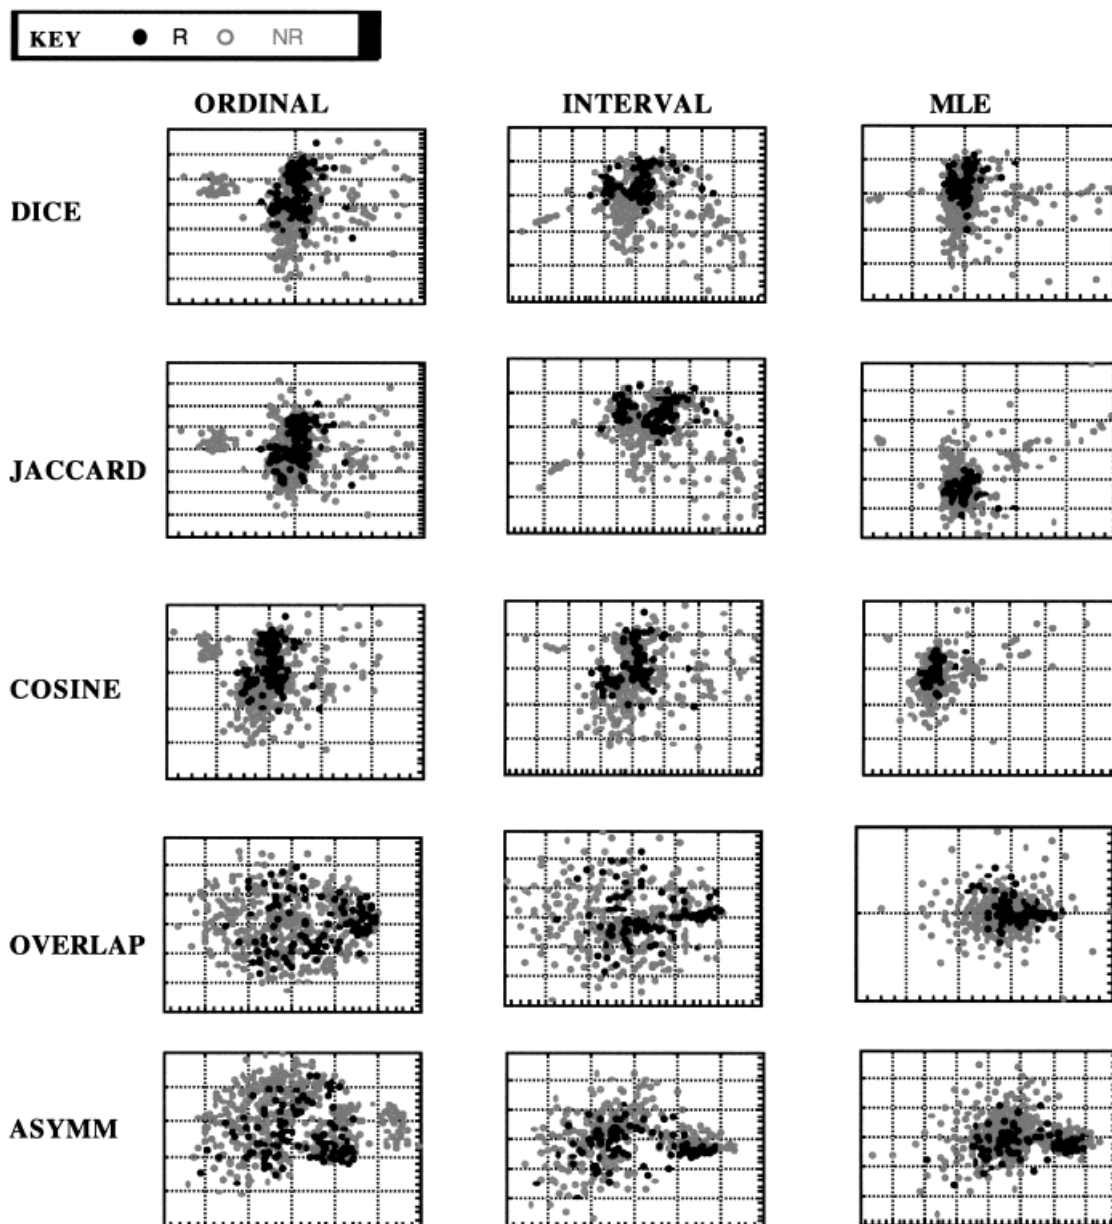 KEY R NR
ORDINAL INTERVAL MLE
DICE
JACCARD
COSINE
OVERLAP
ASYMM